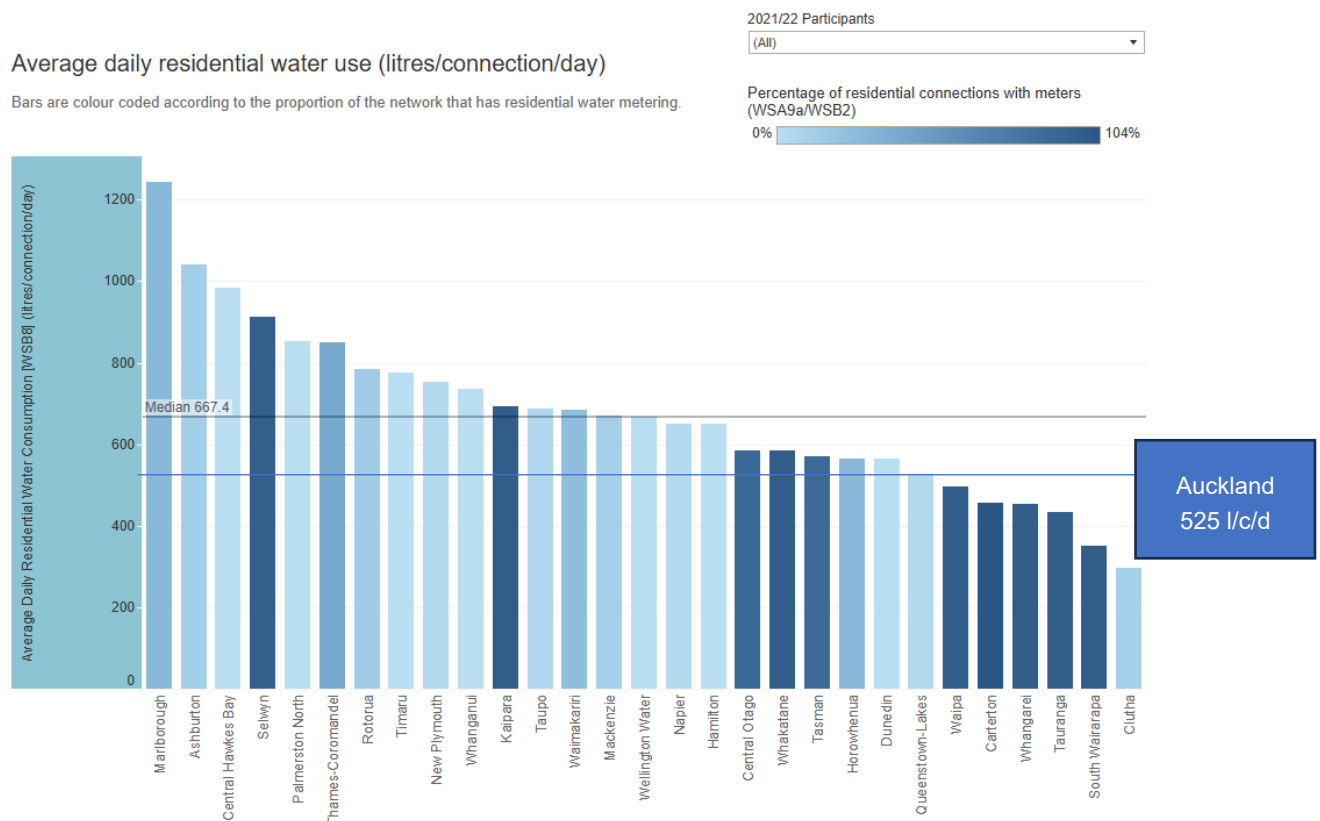 2021/22 Participants
(All)
Average daily residential water use (litres/connection/day)
Bars are colour coded according to the proportion of the network that has residential water metering.
Percentage of residential connections with meters
(WSA9a/WSB2)
0%
104%
Average Daily Residential Water Consumption [WSB8] (litres/connection/day)
1200
1000
800
600
400
200
0
Median 667.4
Auckland
525 l/c/d
Marlborough
Ashburton
Central Hawkes Bay
Selwyn
Palmerston North
Thames-Coromandel
Rotorua
Timaru
New Plymouth
Whanganui
Kaipara
Taupo
Waimakariri
Mackenzie
Wellington Water
Napier
Hamilton
Central Otago
Whakatane
Tasman
Horowhenua
Dunedin
Queenstown-Lakes
Waipa
Carterton
Whangarei
Tauranga
South Wairarapa
Clutha